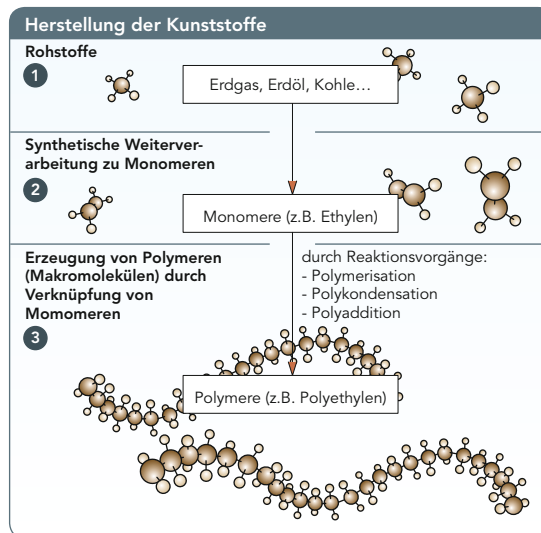 Herstellung der Kunststoffe
Rohstoffe
1
Erdgas, Erdöl, Kohle…
Synthetische Weiterver-
arbeitung zu Monomeren
2
Monomere (z.B. Ethylen)
Erzeugung von Polymeren
(Makromolekülen) durch
Verknüpfung von
Momomeren
3
durch Reaktionsvorgänge:
- Polymerisation
- Polykondensation
- Polyaddition
Polymere (z.B. Polyethylen)